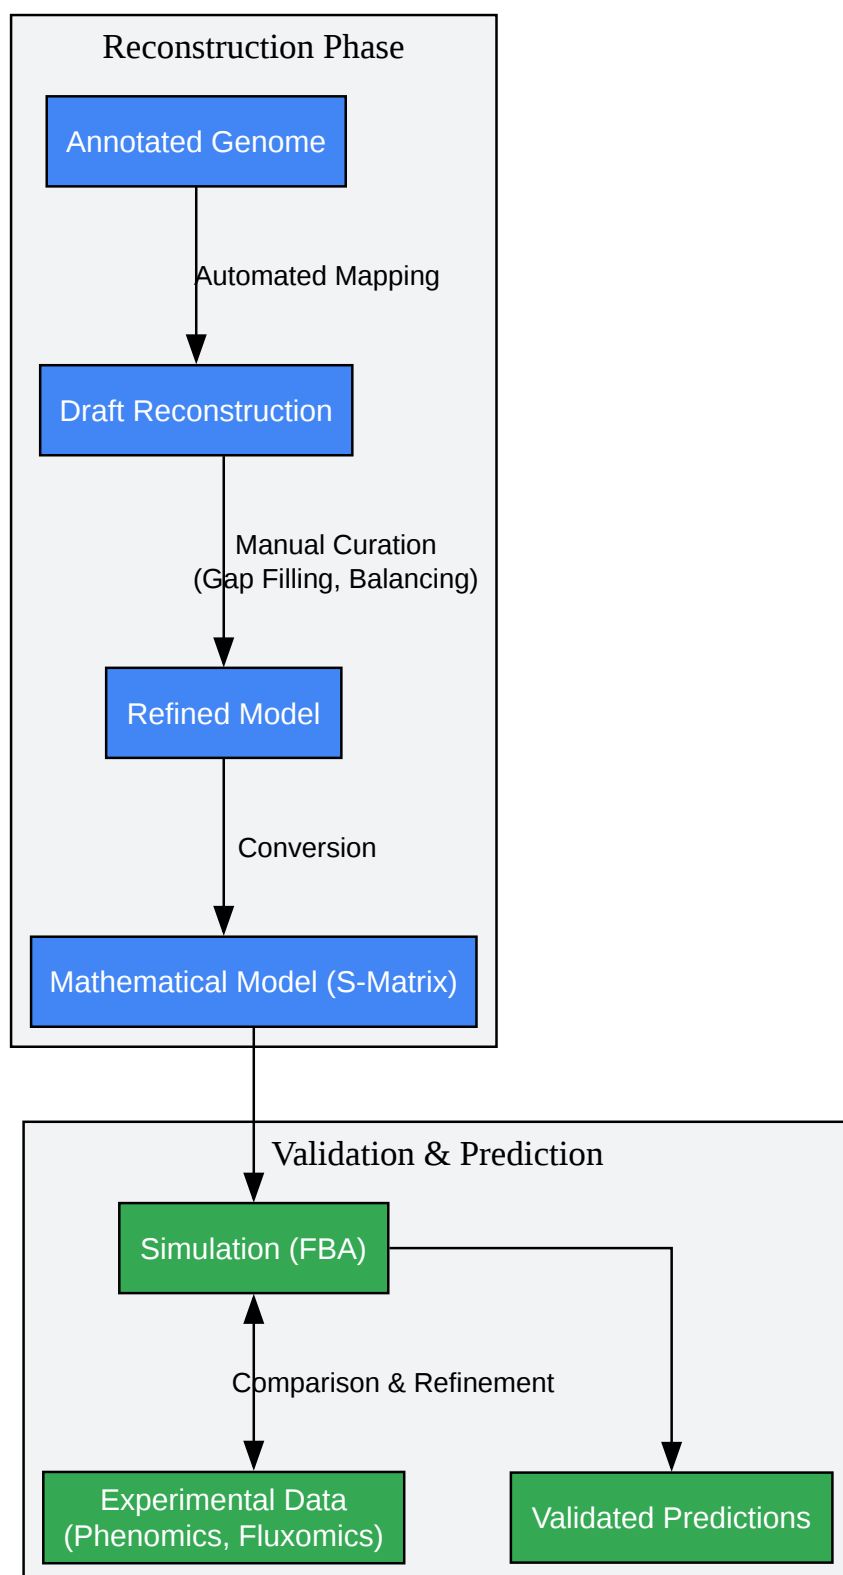 Reconstruction Phase
Annotated Genome
Automated Mapping
Draft Reconstruction
Manual Curation
(Gap Filling, Balancing)
Refined Model
Conversion
Mathematical Model (S-Matrix)
Validation & Prediction
Simulation (FBA)
Comparison & Refinement
Experimental Data
(Phenomics, Fluxomics)
Validated Predictions